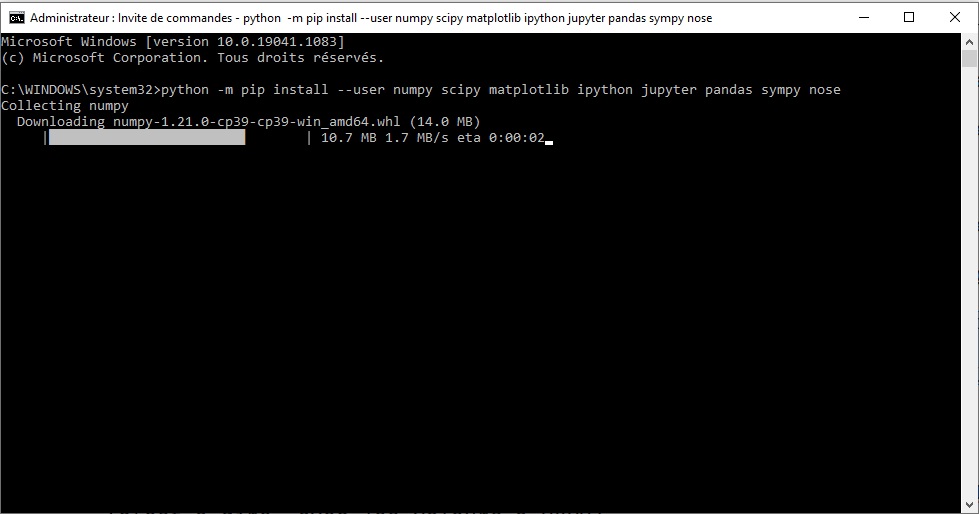 Administrateur : Invite de commandes - python -m pip install --user numpy scipy matplotlib ipython jupyter pandas sympy nose
Microsoft Windows [version 10.0.19041.1083]
(c) Microsoft Corporation. Tous droits réservés.
C:\WINDOWS\system32>python -m pip install --user numpy scipy matplotlib ipython jupyter pandas sympy nose
Collecting numpy
Downloading numpy-1.21.0-cp39-cp39-win_amd64.whl (14.0 MB)
| | 10.7 MB 1.7 MB/s eta 0:00:02